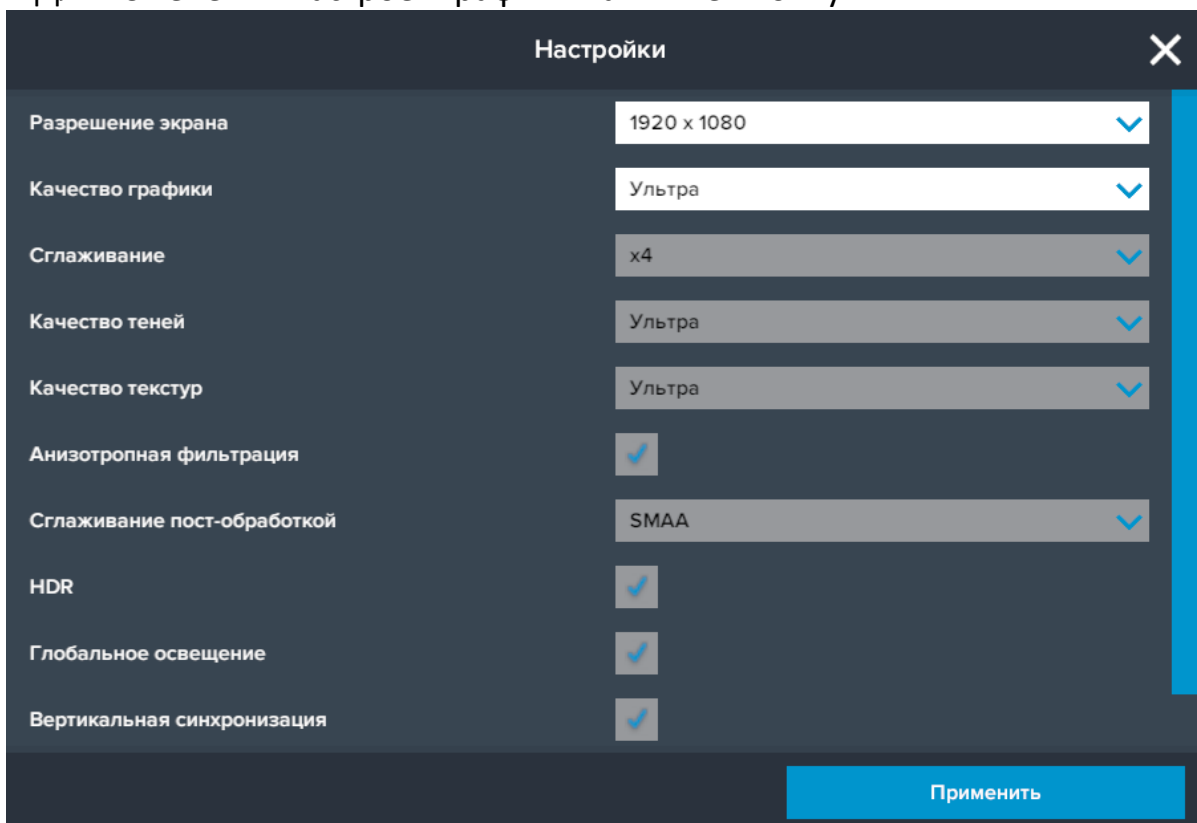 Настройки
Разрешение экрана 1920 x 1080
Качество графики Ультра
Сглаживание x4
Качество теней Ультра
Качество текстур Ультра
Анизотропная фильтрация
Сглаживание пост-обработкой SMAA
HDR
Глобальное освещение
Вертикальная синхронизация
Применить